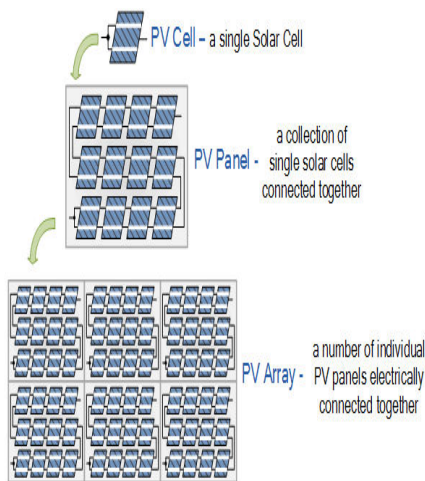 PV Cell – a single Solar Cell
a collection of
PV Panel - single solar cells
connected together
a number of individual
PV Array - PV panels electrically
connected together